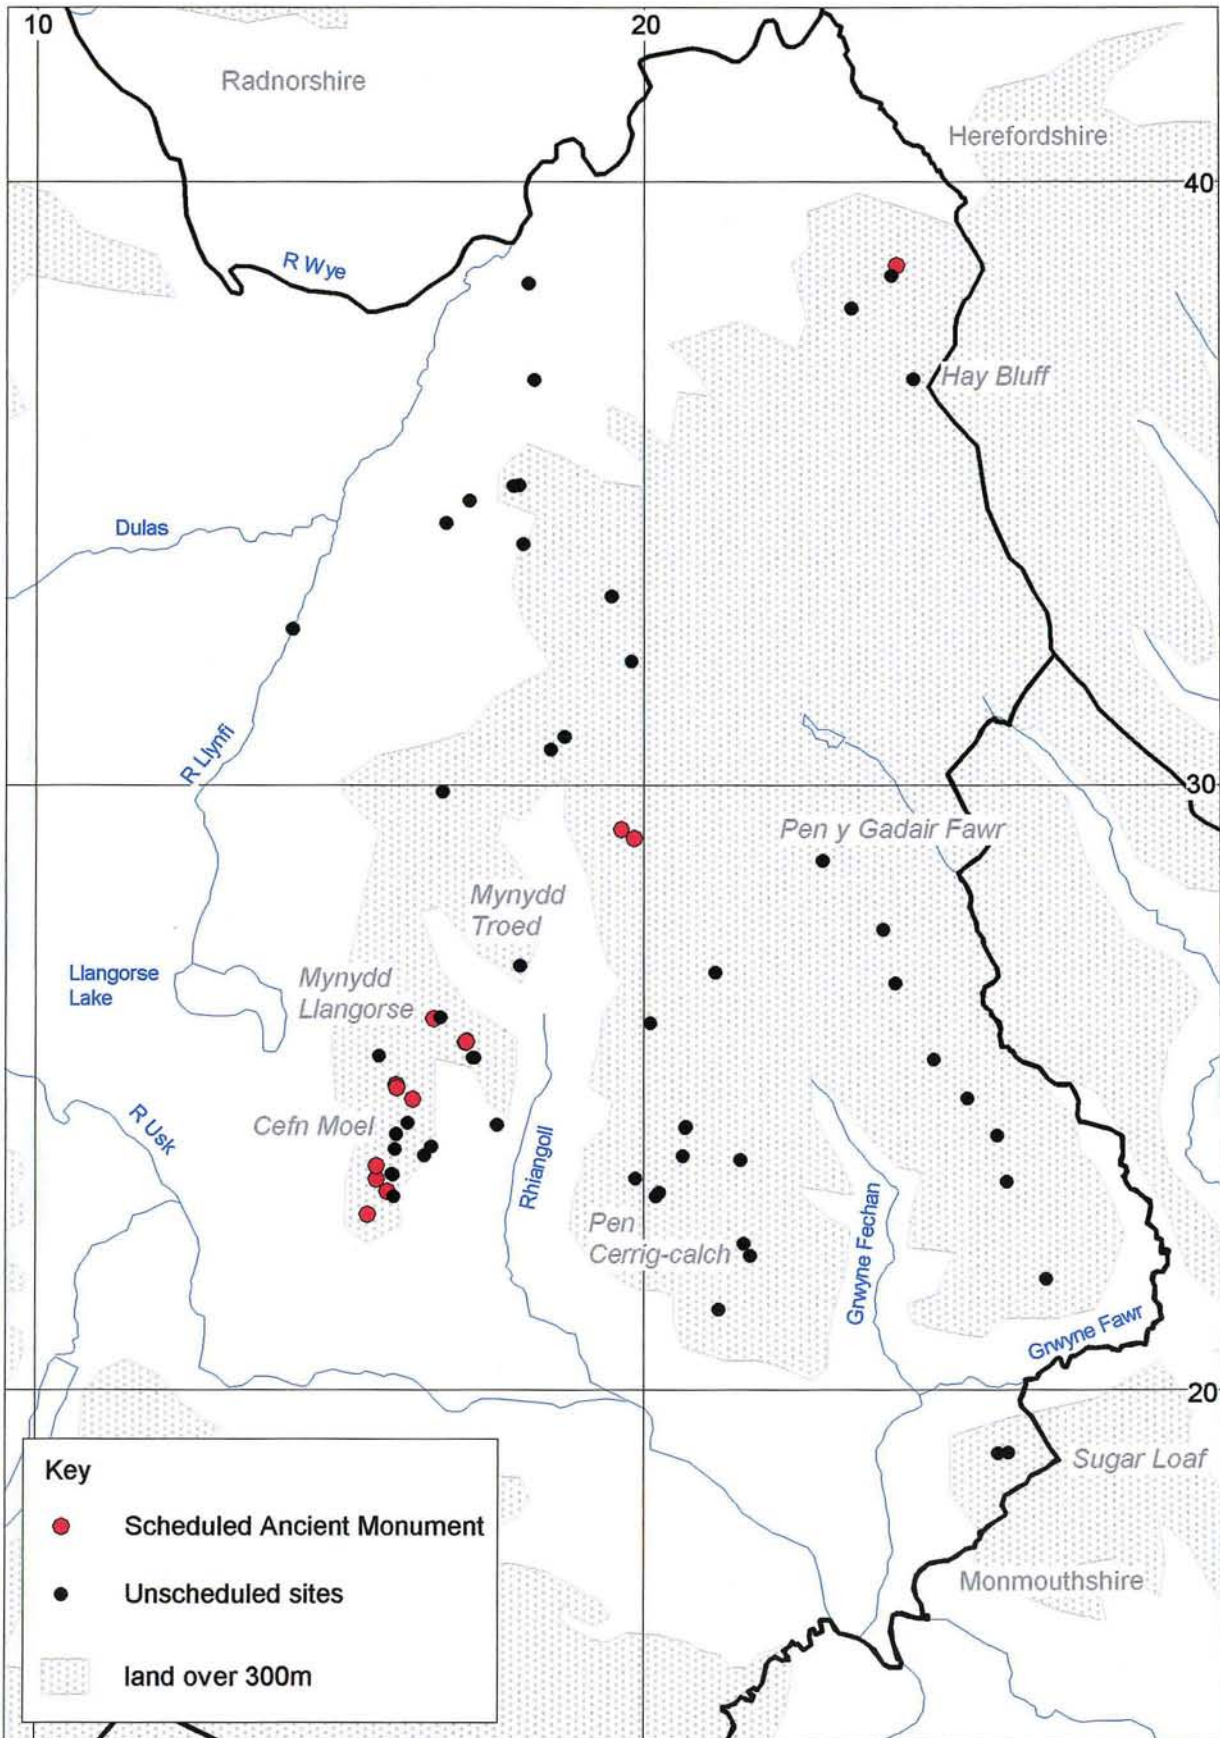 10
20
Radnorshire
Herefordshire
40
R Wye
Hay Bluff
Dulas
R Llynfi
30
Pen y Gadair Fawr
Mynydd
Troed
Llangorse
Lake
Mynydd
Llangorse
R Usk
Cefn Moel
Rhiangoll
Pen
Cerrig-calch
Grwyne Fechan
Grwyne Fawr
20
Sugar Loaf
Monmouthshire
Key
Scheduled Ancient Monument
Unscheduled sites
land over 300m